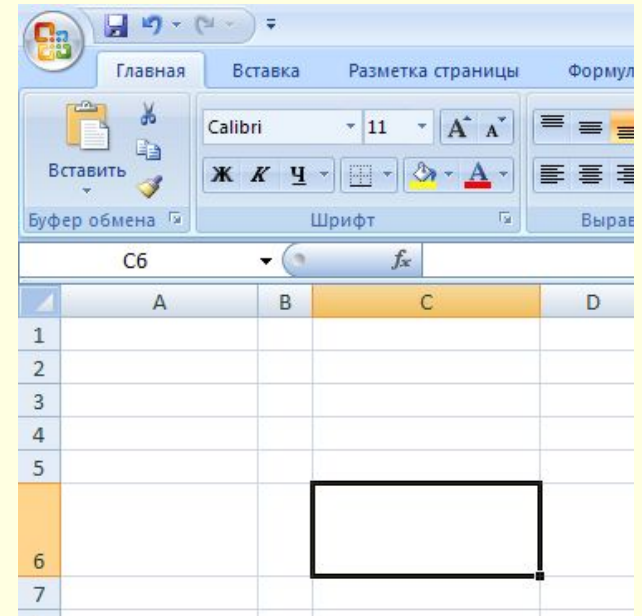 Главная Вставка Разметка страницы Формул
Calibri 11 A A
Вставить Ж К Ч A
Буфер обмена Шрифт Вырав
C6 fx
A B C D
1
2
3
4
5
6
7